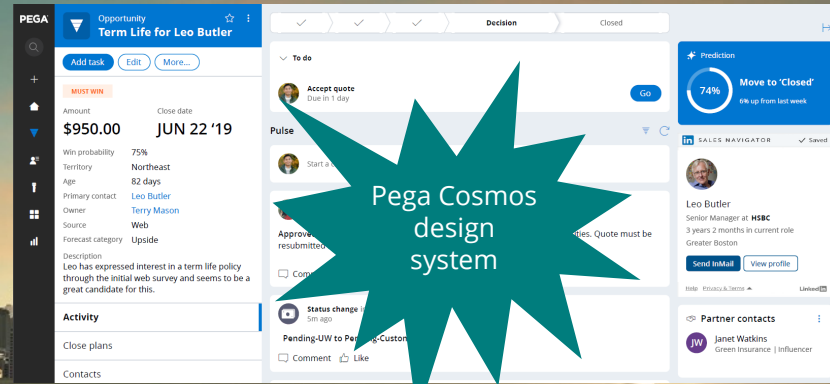 PEGA
Opportunity
Term Life for Leo Butler
Add task Edit More...
MUST WIN
Amount Close date
$950.00 JUN 22 ‘19
Win probability 75%
Territory Northeast
Age 82 days
Primary contact Leo Butler
Owner Terry Mason
Source Web
Forecast category Upside
Description
Leo has expressed interest in a term life policy
through the initial web survey and seems to be a
great candidate for this.
Activity
Close plans
Contacts
Decision Closed
To do
Accept quote
Due in 1 day
Go
Pulse
Start a
Pega Cosmos
design
system
Approve ties. Quote must be
resubmitted
Com
Status change i
5m ago
Pending-UW to Pe g-Custon
Comment Like
Prediction
74%
Move to ‘Closed’
6% up from last week
in SALES NAVIGATOR Saved
Leo Butler
Senior Manager at HSBC
3 years 2 months in current role
Greater Boston
Send InMail View profile
Help Privacy & Terms Linked in
Partner contacts
JW Janet Watkins
Green Insurance | Influencer